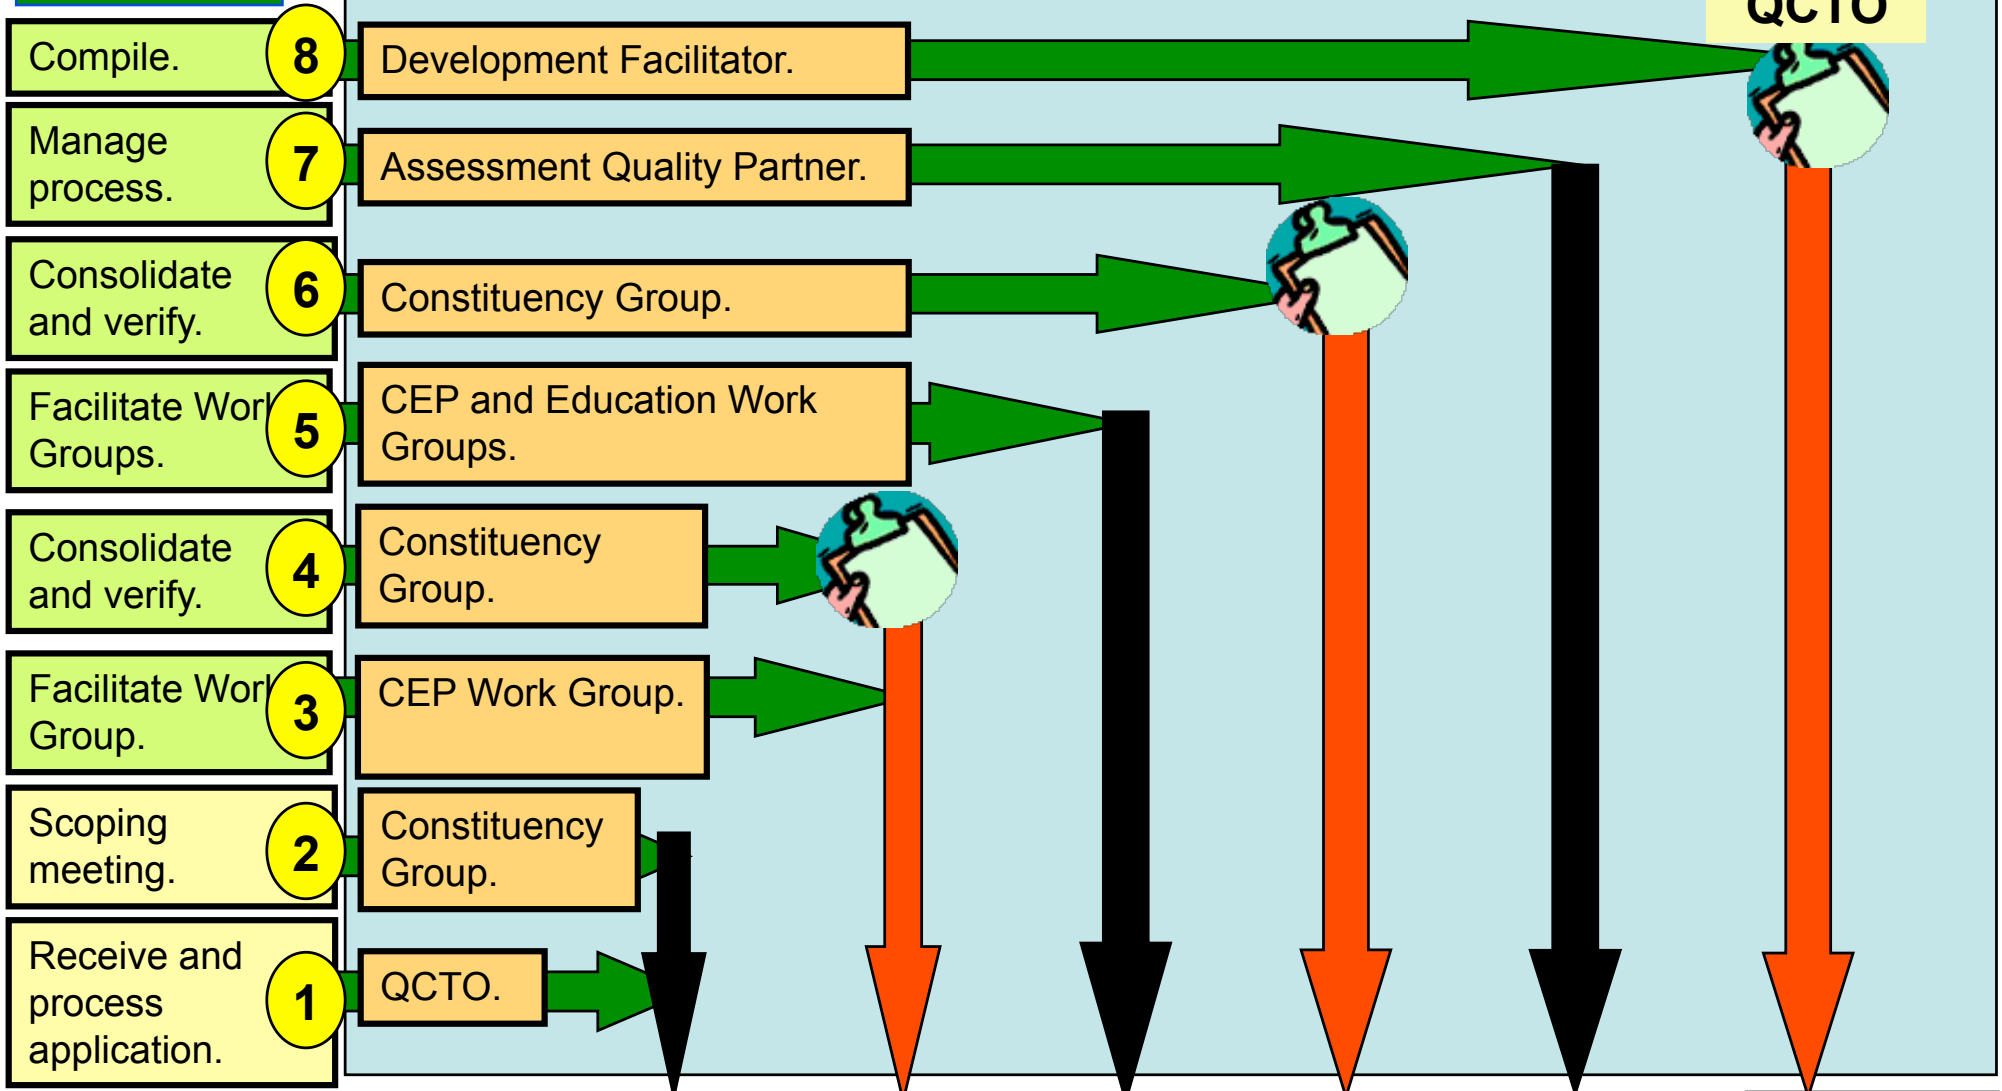 QCTO
Compile.
8
Development Facilitator.
Manage
process.
7
Assessment Quality Partner.
Consolidate
and verify.
6
Constituency Group.
Facilitate Work
Groups.
5
CEP and Education Work
Groups.
Consolidate
and verify.
4
Constituency
Group.
Facilitate Work
Group.
3
CEP Work Group.
Scoping
meeting.
2
Constituency
Group.
Receive and
process
application.
1
QCTO.